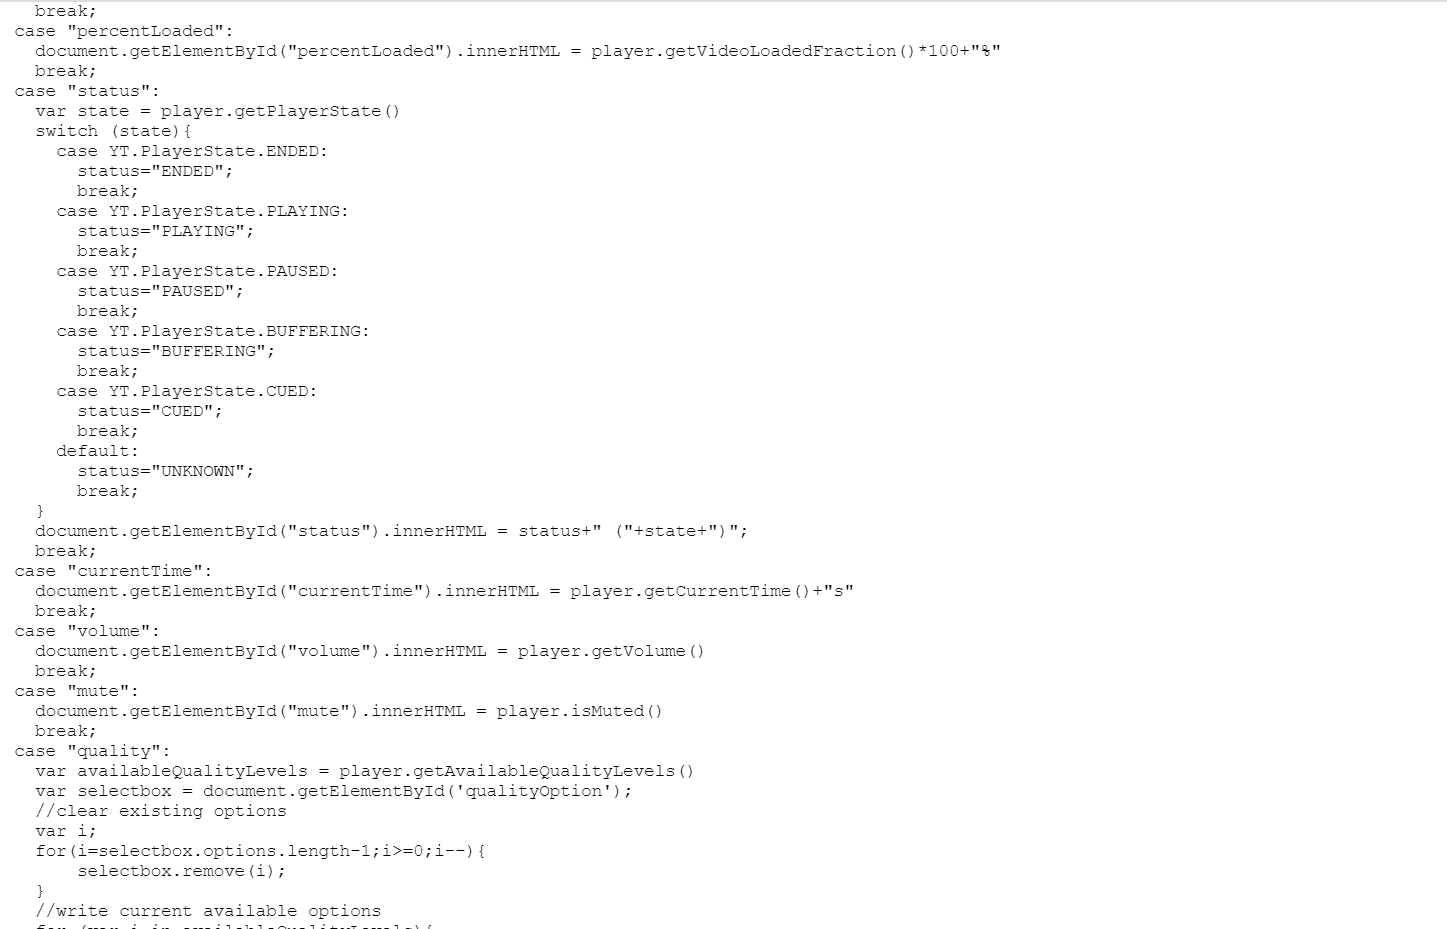 break;
case "percentLoaded":
document.getElementById("percentLoaded").innerHTML = player.getVideoLoadedFraction()*100+"%"
break;
case "status":
var state = player.getPlayerState()
switch (state){
case YT.PlayerState.ENDED:
status="ENDED";
break;
case YT.PlayerState.PLAYING:
status="PLAYING";
break;
case YT.PlayerState.PAUSED:
status="PAUSED";
break;
case YT.PlayerState.BUFFERING:
status="BUFFERING";
break;
case YT.PlayerState.CUED:
status="CUED";
break;
default:
status="UNKNOWN";
break;
}
document.getElementById("status").innerHTML = status+" ("+state+")";
break;
case "currentTime":
document.getElementById("currentTime").innerHTML = player.getCurrentTime()+"s"
break;
case "volume":
document.getElementById("volume").innerHTML = player.getVolume()
break;
case "mute":
document.getElementById("mute").innerHTML = player.isMuted()
break;
case "quality":
var availableQualityLevels = player.getAvailableQualityLevels()
var selectbox = document.getElementById('qualityOption');
//clear existing options
var i;
for(i=selectbox.options.length-1;i>=0;i--){
selectbox.remove(i);
}
//write current available options